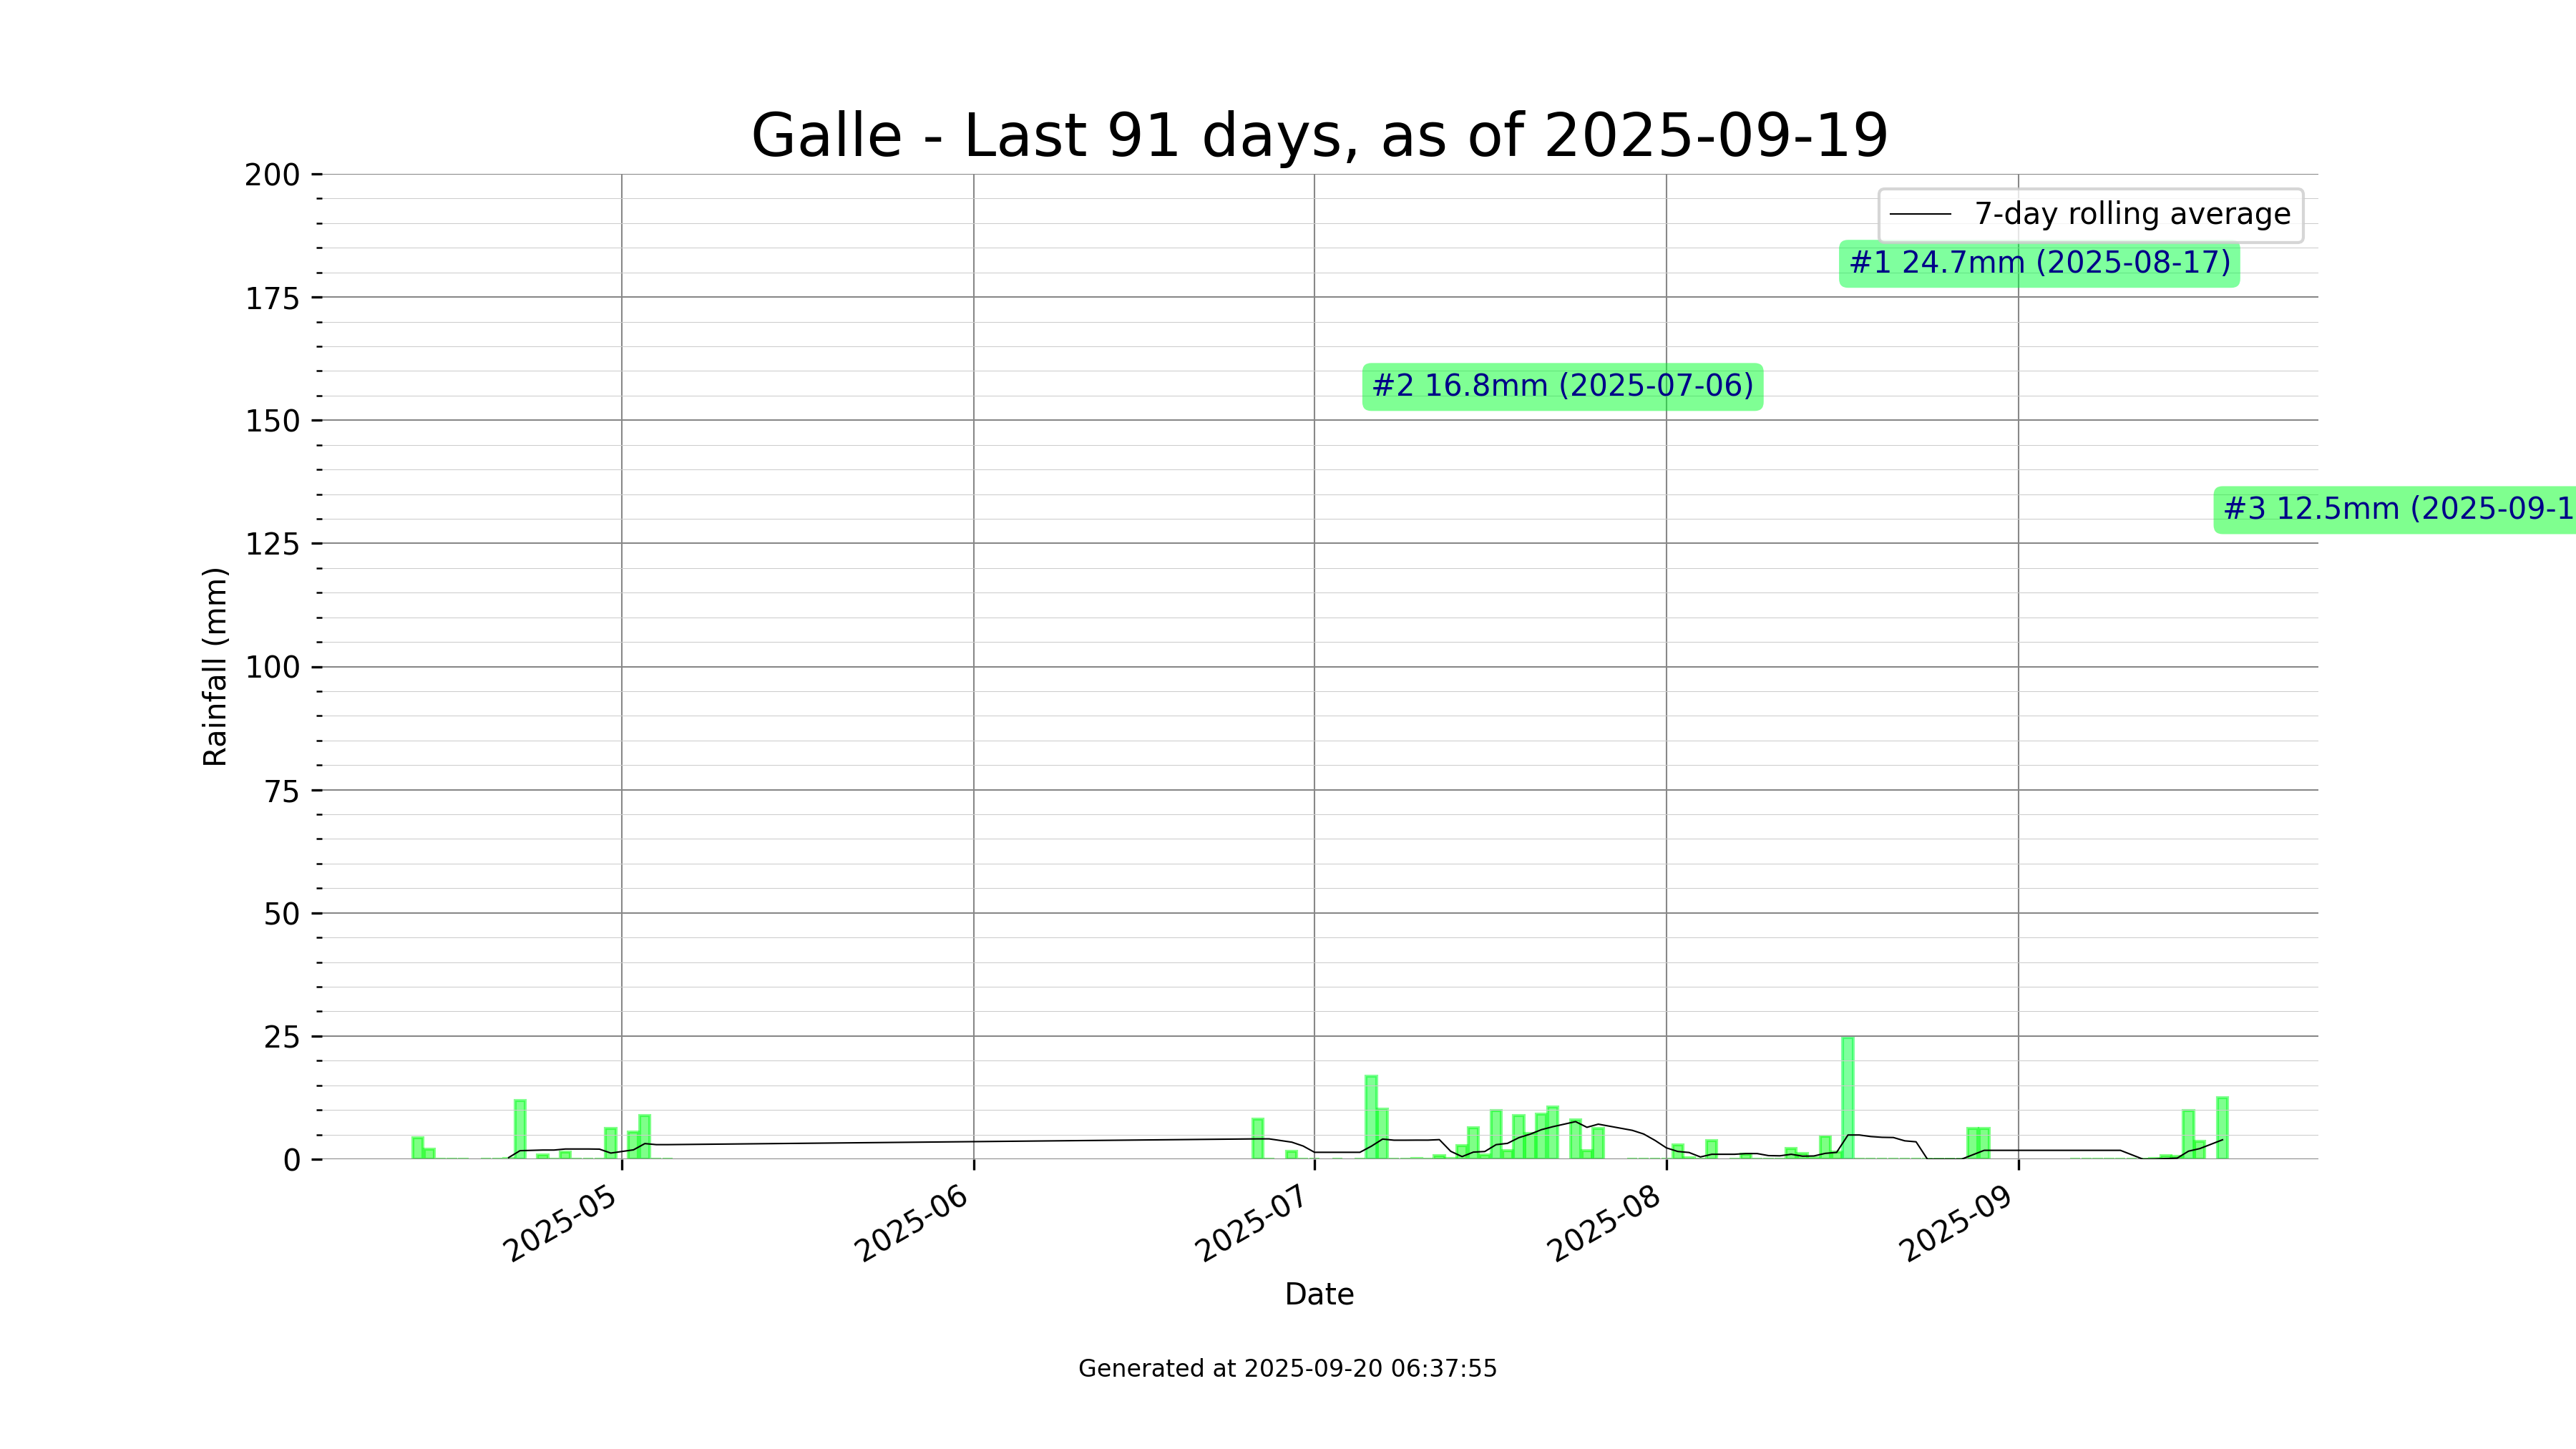 Galle - Last 91 days, as of 2025-09-19
200
175
150
125
100
75
50
25
0
Rainfall (mm)
7-day rolling average
#1 24.7mm (2025-08-17)
#2 16.8mm (2025-07-06)
#3 12.5mm (2025-09-1
2025-05
2025-06
2025-07
2025-08
2025-09
Date
Generated at 2025-09-20 06:37:55